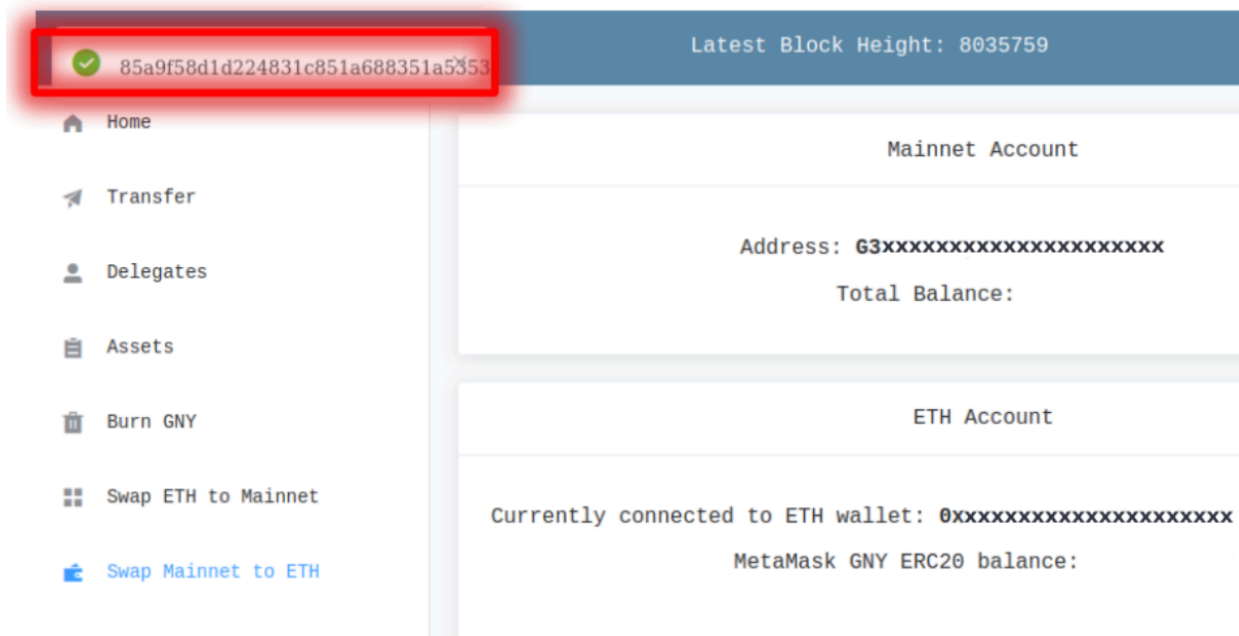 Latest Block Height: 8035759
85a9f58d1d224831c851a688351a5353
Home
Transfer
Delegates
Assets
Burn GNY
Swap ETH to Mainnet
Swap Mainnet to ETH
Mainnet Account
Address: G3xxxxxxxxxxxxxxxxxxxxx
Total Balance:
ETH Account
Currently connected to ETH wallet: 0xxxxxxxxxxxxxxxxxxxxx
MetaMask GNY ERC20 balance: